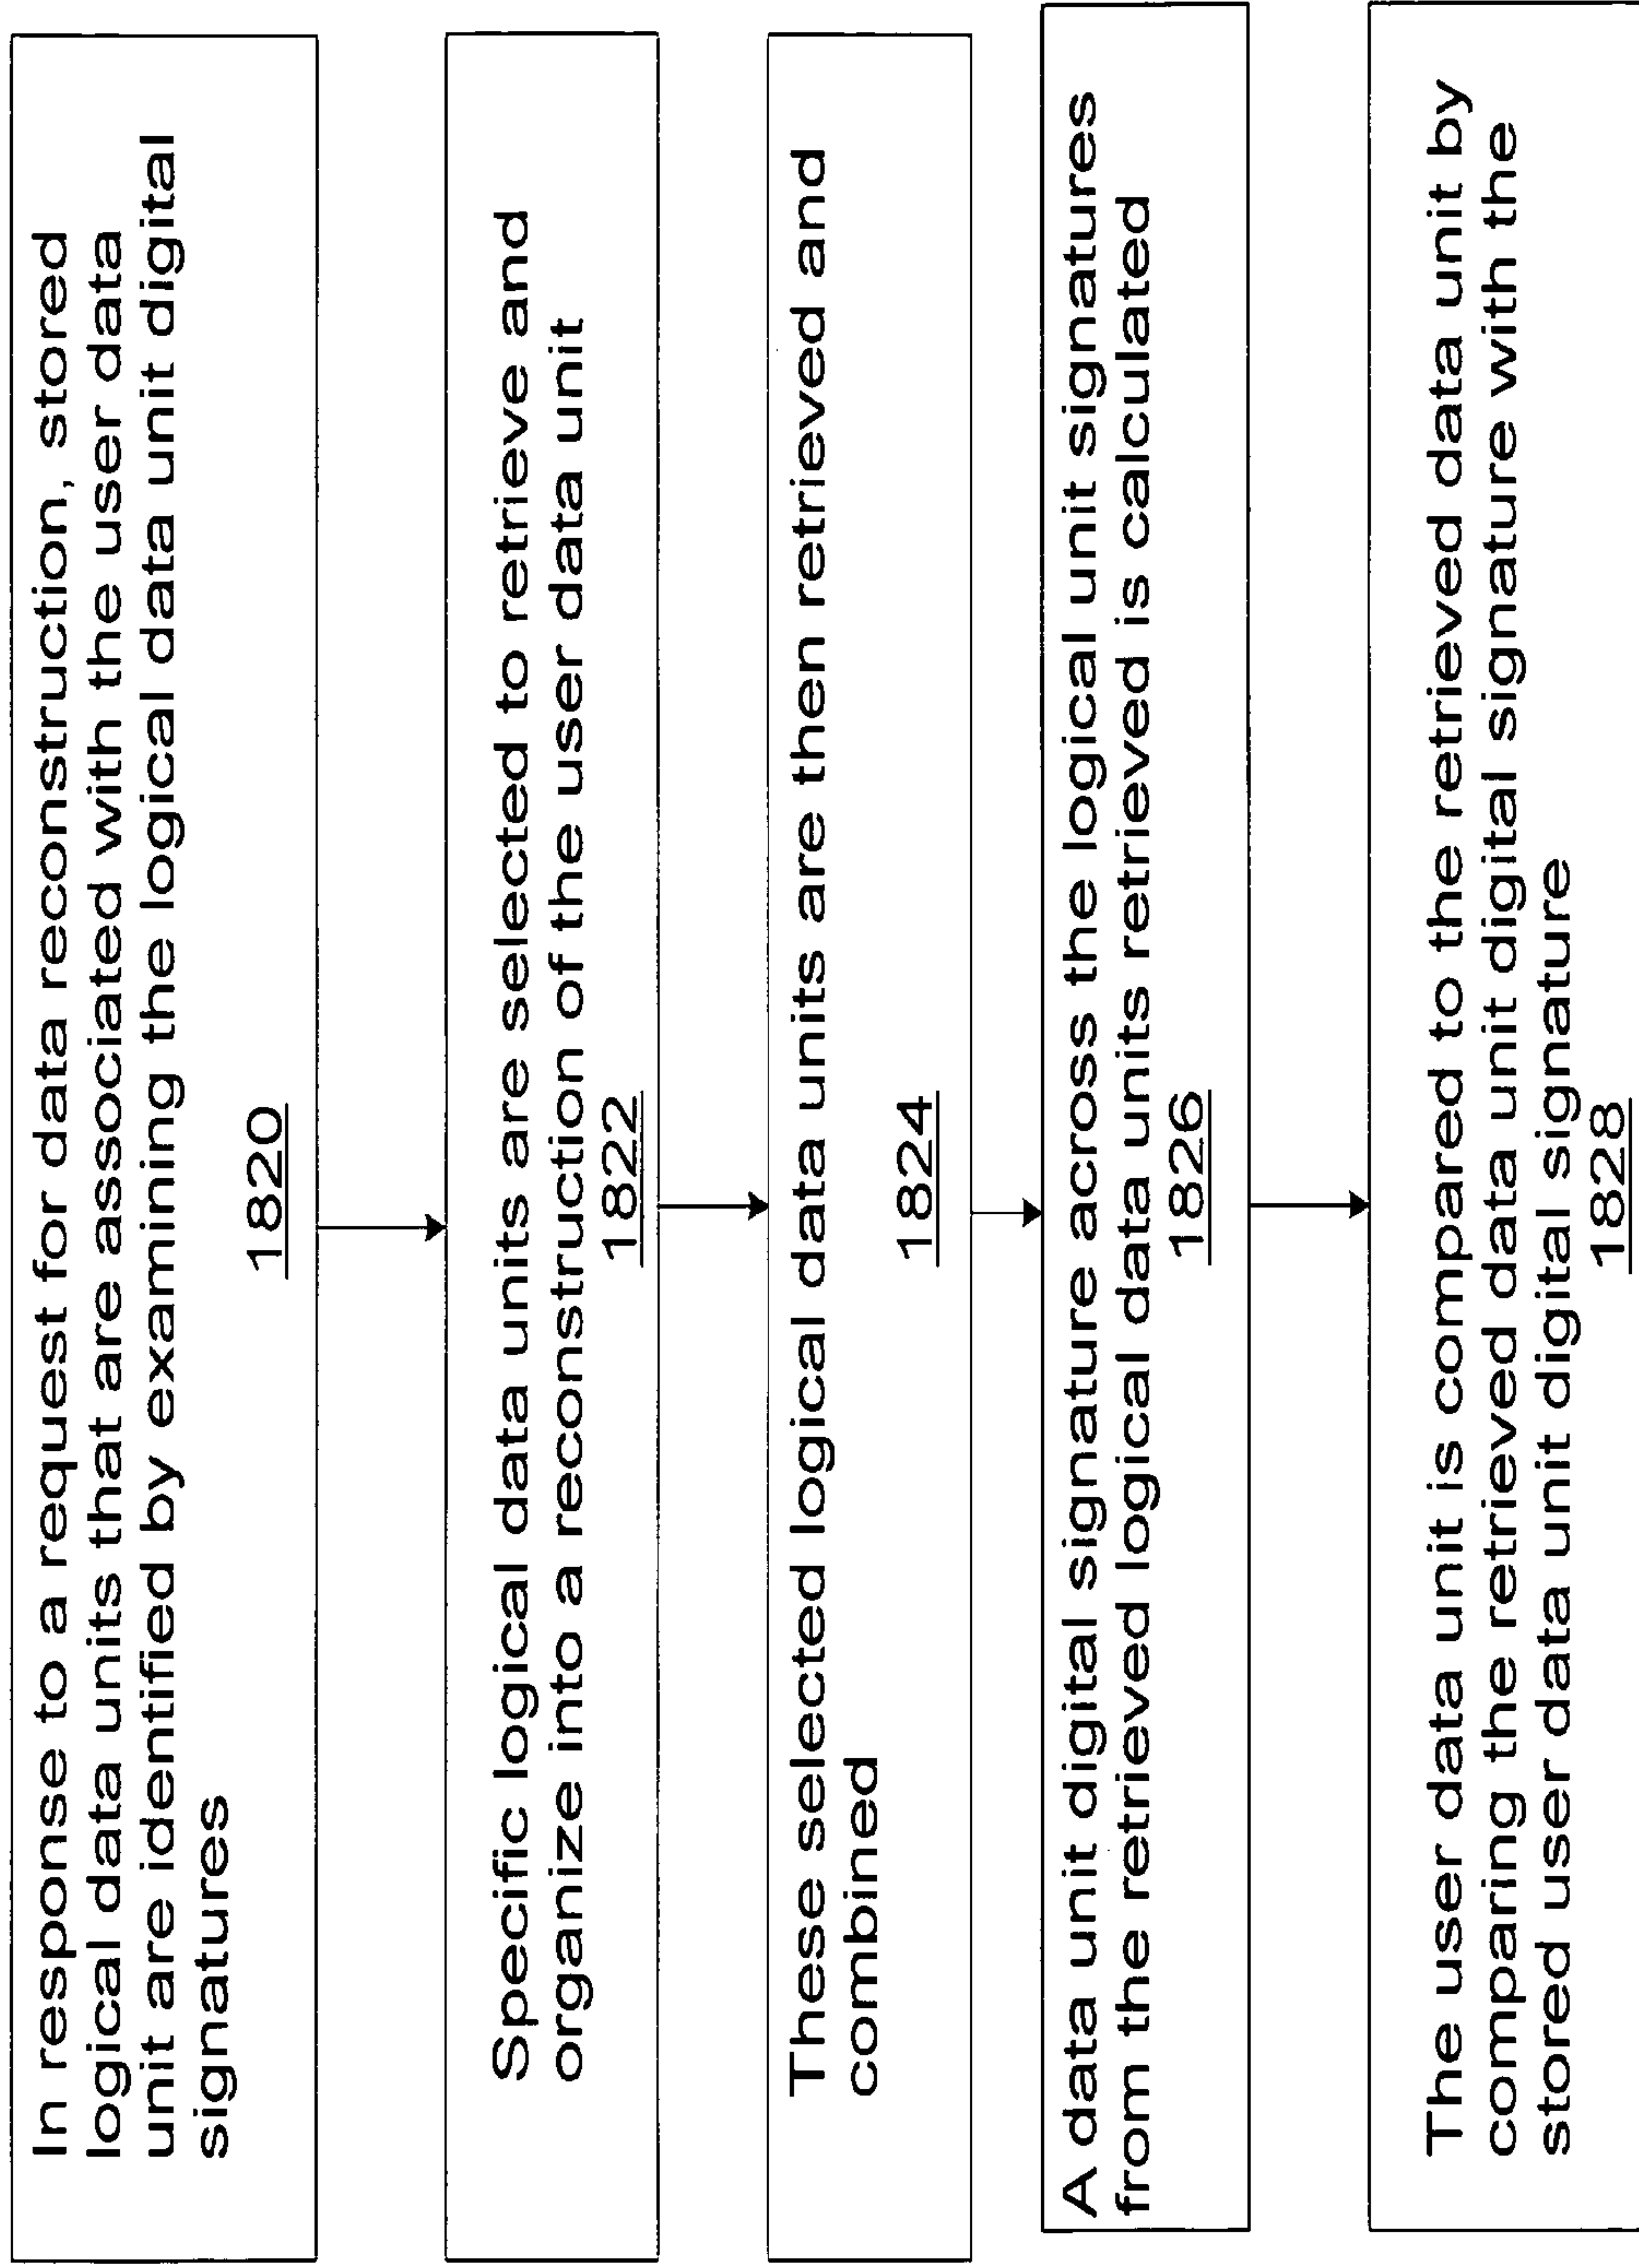 In response to a request for data reconstruction, stored
logical data units that are associated with the user data
unit are identified by examining the logical data unit digital
signatures
1820
Specific logical data units are selected to retrieve and
organize into a reconstruction of the user data unit
1822
These selected logical data units are then retrieved and
combined
1824
A data unit digital signature across the logical unit signatures
from the retrieved logical data units retrieved is calculated
1826
The user data unit is compared to the retrieved data unit by
comparing the retrieved data unit digital signature with the
stored user data unit digital signature
1828